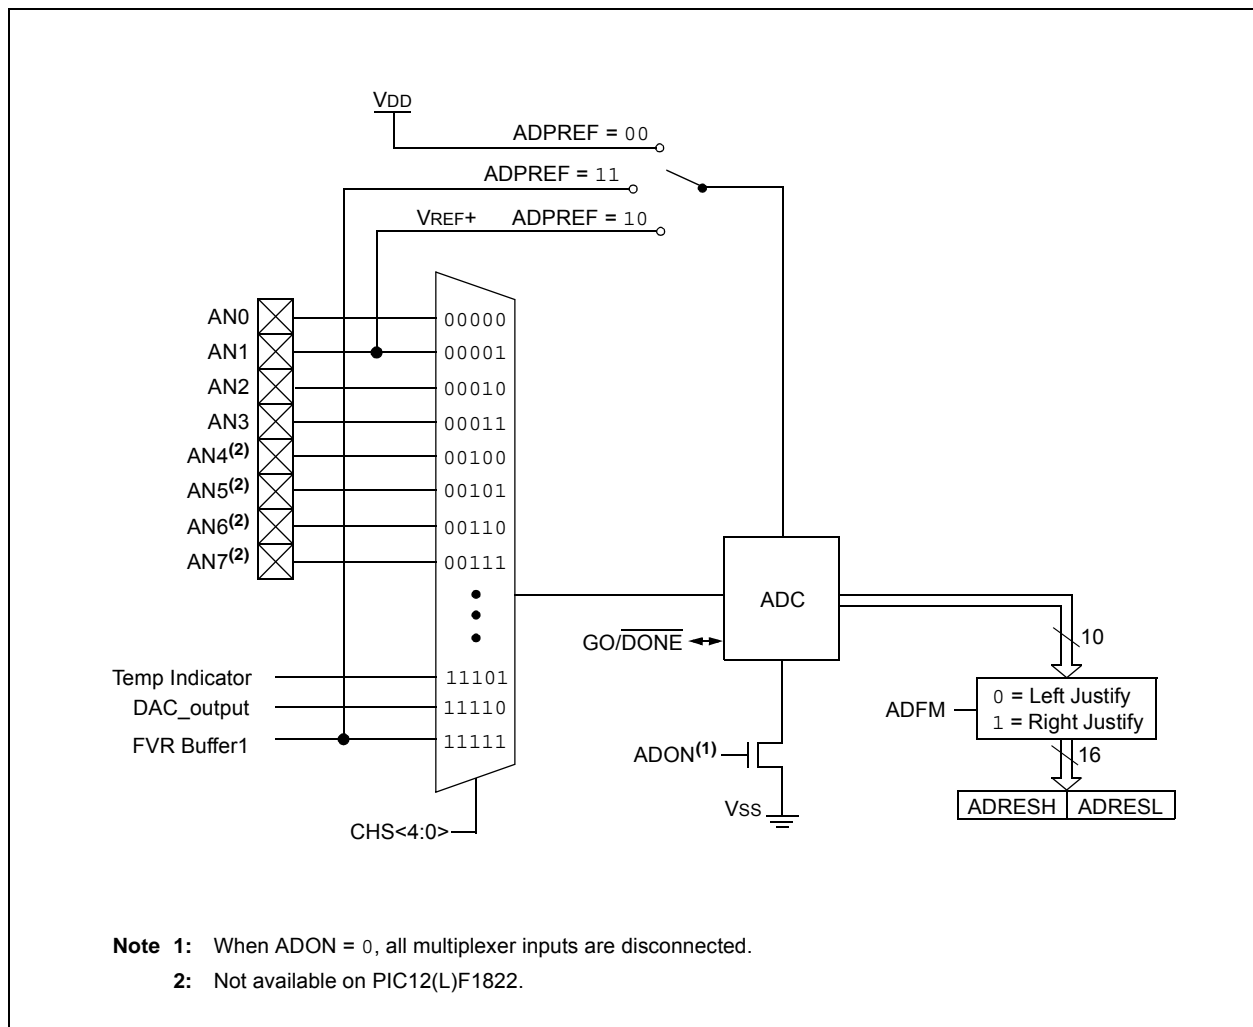 VDD
ADPREF = 00
ADPREF = 11
VREF+ ADPREF = 10
AN0 00000
AN1 00001
AN2 00010
AN3 00011
AN4(2) 00100
AN5(2) 00101
AN6(2) 00110
AN7(2) 00111
ADC
GO/DONE
10
Temp Indicator 11101
DAC_output 11110
FVR Buffer1 11111
ADFM
0 = Left Justify
1 = Right Justify
ADON(1)
16
VSS
ADRESH ADRESL
CHS<4:0>
Note 1: When ADON = 0, all multiplexer inputs are disconnected.
2: Not available on PIC12(L)F1822.